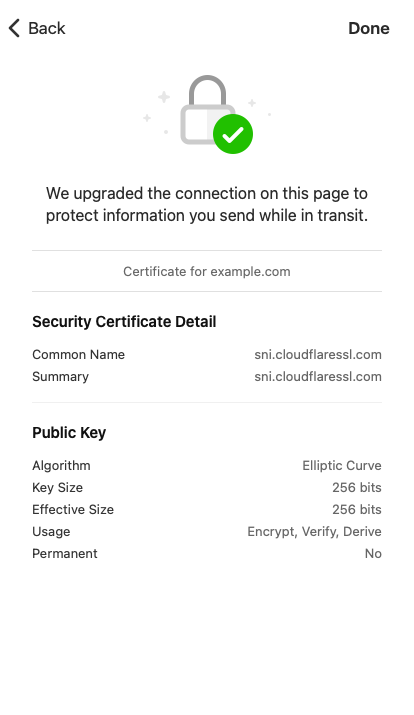 Back
Done
We upgraded the connection on this page to
protect information you send while in transit.
Certificate for example.com
Security Certificate Detail
Common Name sni.cloudflaressl.com
Summary sni.cloudflaressl.com
Public Key
Algorithm Elliptic Curve
Key Size 256 bits
Effective Size 256 bits
Usage Encrypt, Verify, Derive
Permanent No